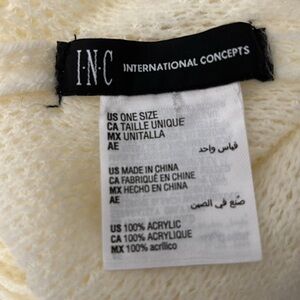 I·N·C INTERNATIONAL CONCEPTS
US ONE SIZE
CA TAILLE UNIQUE
MX UNITALLA
AE
قياس واحد
US MADE IN CHINA
CA FABRIQUÉ EN CHINE
MX HECHO EN CHINA
AE
صُنع في الصين
US 100% ACRYLIC
CA 100% ACRYLIQUE
MX 100% acrílico